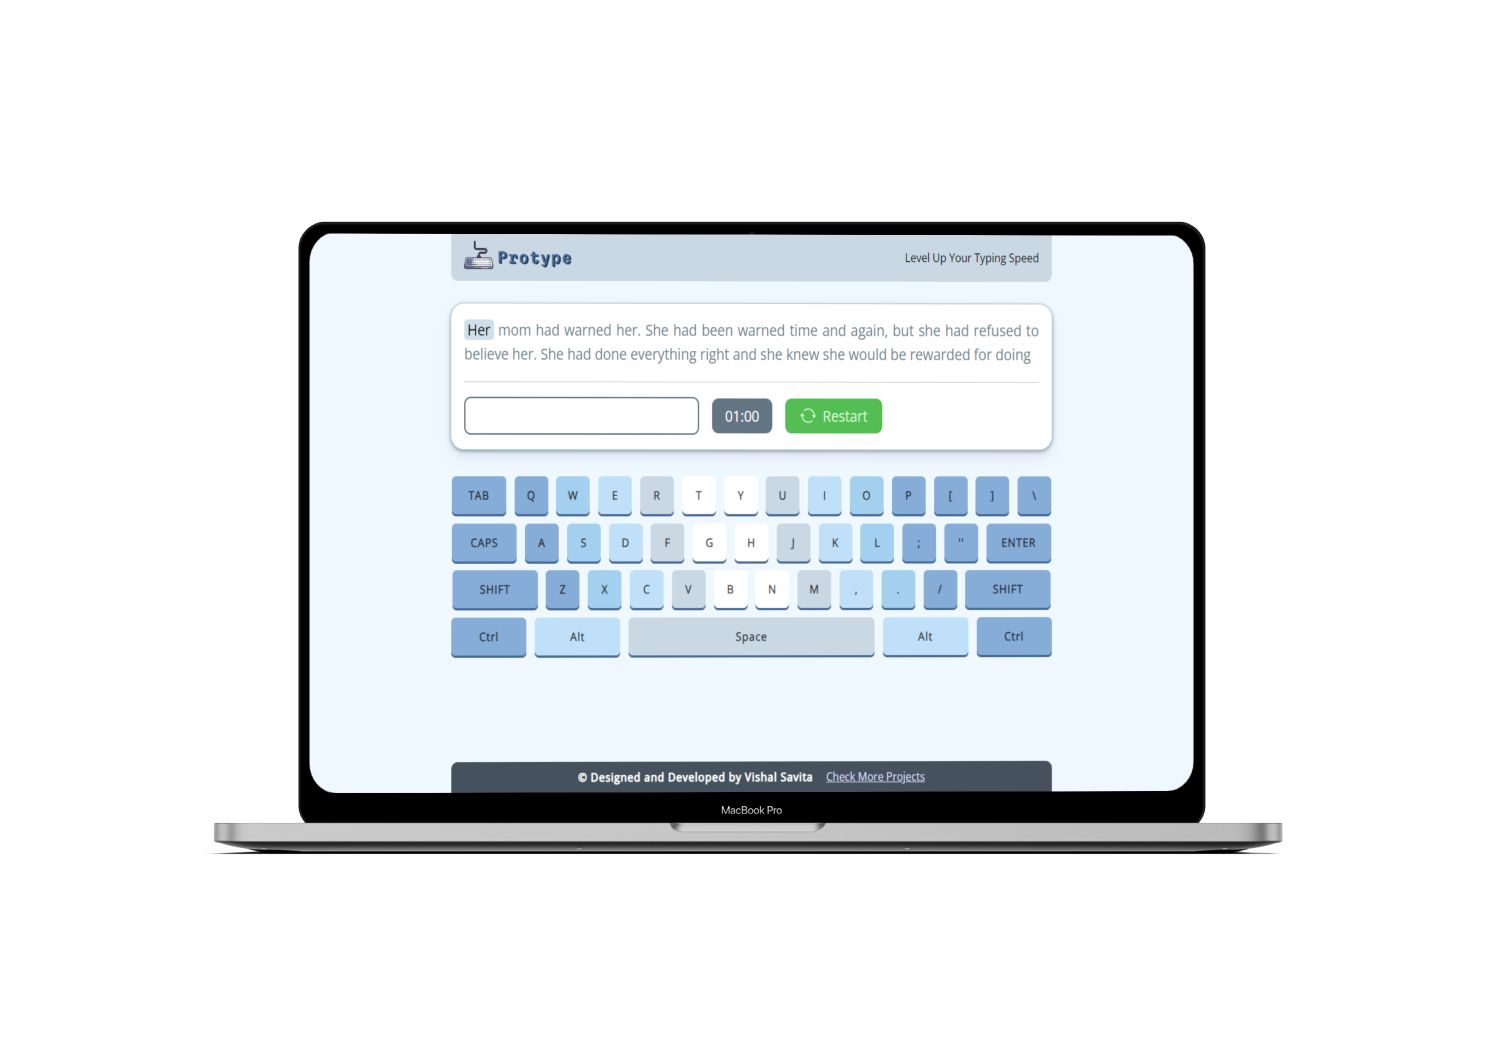 Protype
Level Up Your Typing Speed
Her mom had warned her. She had been warned time and again, but she had refused to
believe her. She had done everything right and she knew she would be rewarded for doing
01:00 Restart
TAB Q W E R T Y U I O P [ ] \
CAPS A S D F G H J K L ; " ENTER
SHIFT Z X C V B N M , . / SHIFT
Ctrl Alt Space Alt Ctrl
© Designed and Developed by Vishal Savita Check More Projects
MacBook Pro